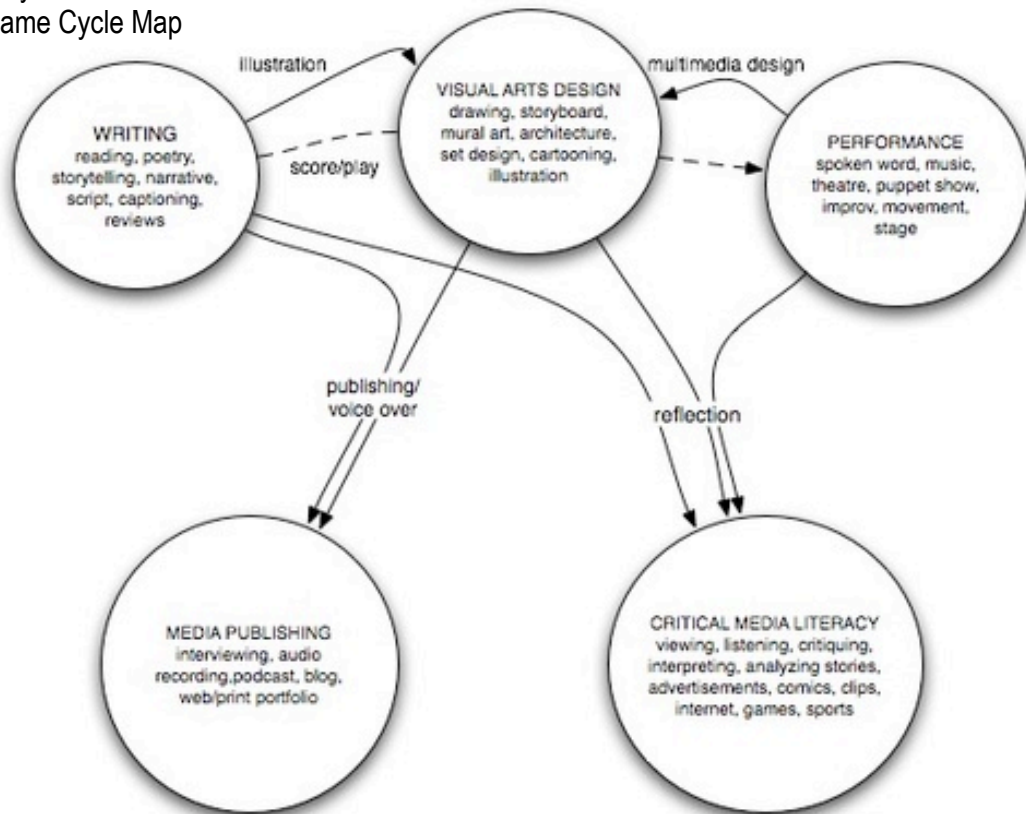 ame Cycle Map
illustration
multimedia design
VISUAL ARTS DESIGN
drawing, storyboard,
mural art, architecture,
set design, cartooning,
illustration
WRITING
reading, poetry,
storytelling, narrative,
script, captioning,
reviews
score/play
PERFORMANCE
spoken word, music,
theatre, puppet show,
improv, movement,
stage
publishing/
voice over
reflection
MEDIA PUBLISHING
interviewing, audio
recording,podcast, blog,
web/print portfolio
CRITICAL MEDIA LITERACY
viewing, listening, critiquing,
interpreting, analyzing stories,
advertisements, comics, clips,
internet, games, sports